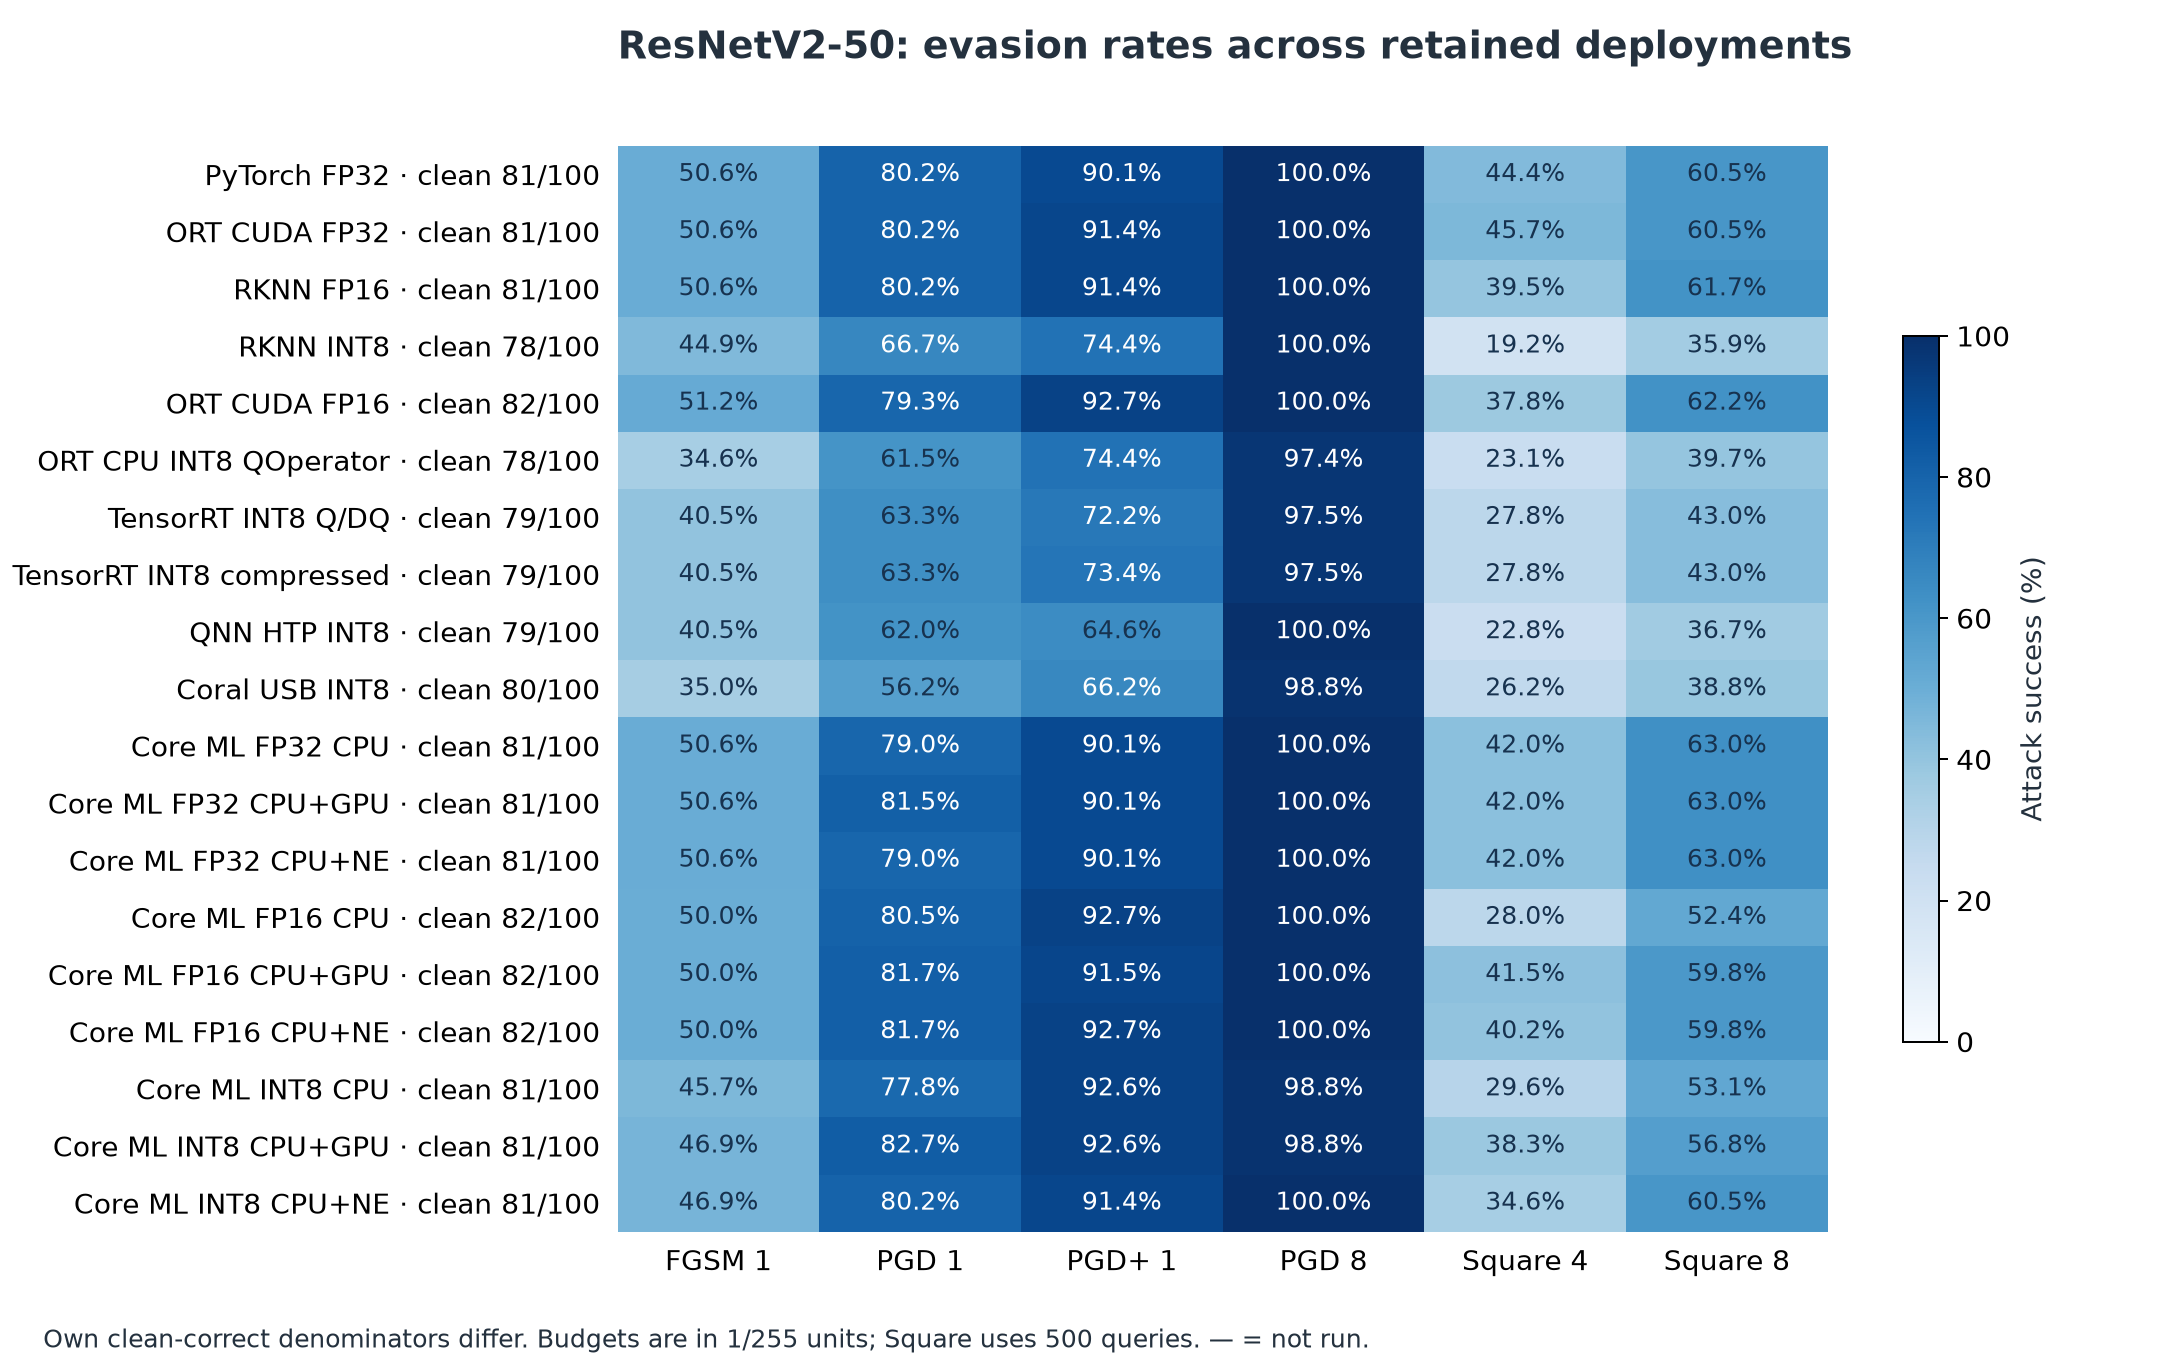 ResNetV2-50: evasion rates across retained deployments
PyTorch FP32 · clean 81/100 50.6% 80.2% 90.1% 100.0% 44.4% 60.5%
ORT CUDA FP32 · clean 81/100 50.6% 80.2% 91.4% 100.0% 45.7% 60.5%
RKNN FP16 · clean 81/100 50.6% 80.2% 91.4% 100.0% 39.5% 61.7%
RKNN INT8 · clean 78/100 44.9% 66.7% 74.4% 100.0% 19.2% 35.9%
ORT CUDA FP16 · clean 82/100 51.2% 79.3% 92.7% 100.0% 37.8% 62.2%
ORT CPU INT8 QOperator · clean 78/100 34.6% 61.5% 74.4% 97.4% 23.1% 39.7%
TensorRT INT8 Q/DQ · clean 79/100 40.5% 63.3% 72.2% 97.5% 27.8% 43.0%
TensorRT INT8 compressed · clean 79/100 40.5% 63.3% 73.4% 97.5% 27.8% 43.0%
QNN HTP INT8 · clean 79/100 40.5% 62.0% 64.6% 100.0% 22.8% 36.7%
Coral USB INT8 · clean 80/100 35.0% 56.2% 66.2% 98.8% 26.2% 38.8%
Core ML FP32 CPU · clean 81/100 50.6% 79.0% 90.1% 100.0% 42.0% 63.0%
Core ML FP32 CPU+GPU · clean 81/100 50.6% 81.5% 90.1% 100.0% 42.0% 63.0%
Core ML FP32 CPU+NE · clean 81/100 50.6% 79.0% 90.1% 100.0% 42.0% 63.0%
Core ML FP16 CPU · clean 82/100 50.0% 80.5% 92.7% 100.0% 28.0% 52.4%
Core ML FP16 CPU+GPU · clean 82/100 50.0% 81.7% 91.5% 100.0% 41.5% 59.8%
Core ML FP16 CPU+NE · clean 82/100 50.0% 81.7% 92.7% 100.0% 40.2% 59.8%
Core ML INT8 CPU · clean 81/100 45.7% 77.8% 92.6% 98.8% 29.6% 53.1%
Core ML INT8 CPU+GPU · clean 81/100 46.9% 82.7% 92.6% 98.8% 38.3% 56.8%
Core ML INT8 CPU+NE · clean 81/100 46.9% 80.2% 91.4% 100.0% 34.6% 60.5%
FGSM 1 PGD 1 PGD+ 1 PGD 8 Square 4 Square 8
100
80
60
40
20
0
Attack success (%)
Own clean-correct denominators differ. Budgets are in 1/255 units; Square uses 500 queries. — = not run.